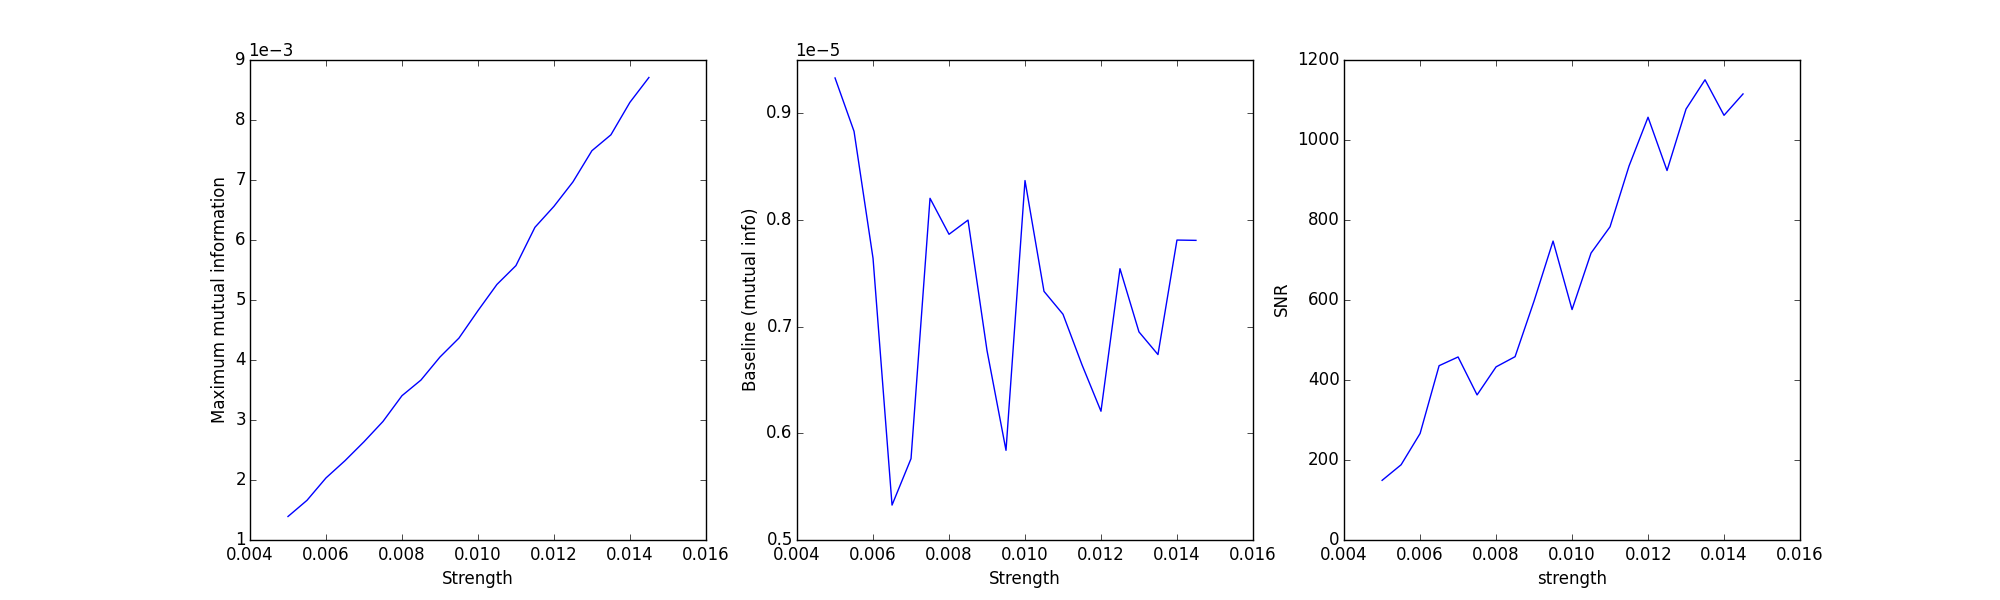 1e−3
9
8
7
6
5
4
3
2
1
Maximum mutual information
0.004 0.006 0.008 0.010 0.012 0.014 0.016
Strength
1e−5
0.9
0.8
0.7
0.6
0.5
Baseline (mutual info)
0.004 0.006 0.008 0.010 0.012 0.014 0.016
Strength
1200
1000
800
600
400
200
0
SNR
0.004 0.006 0.008 0.010 0.012 0.014 0.016
strength